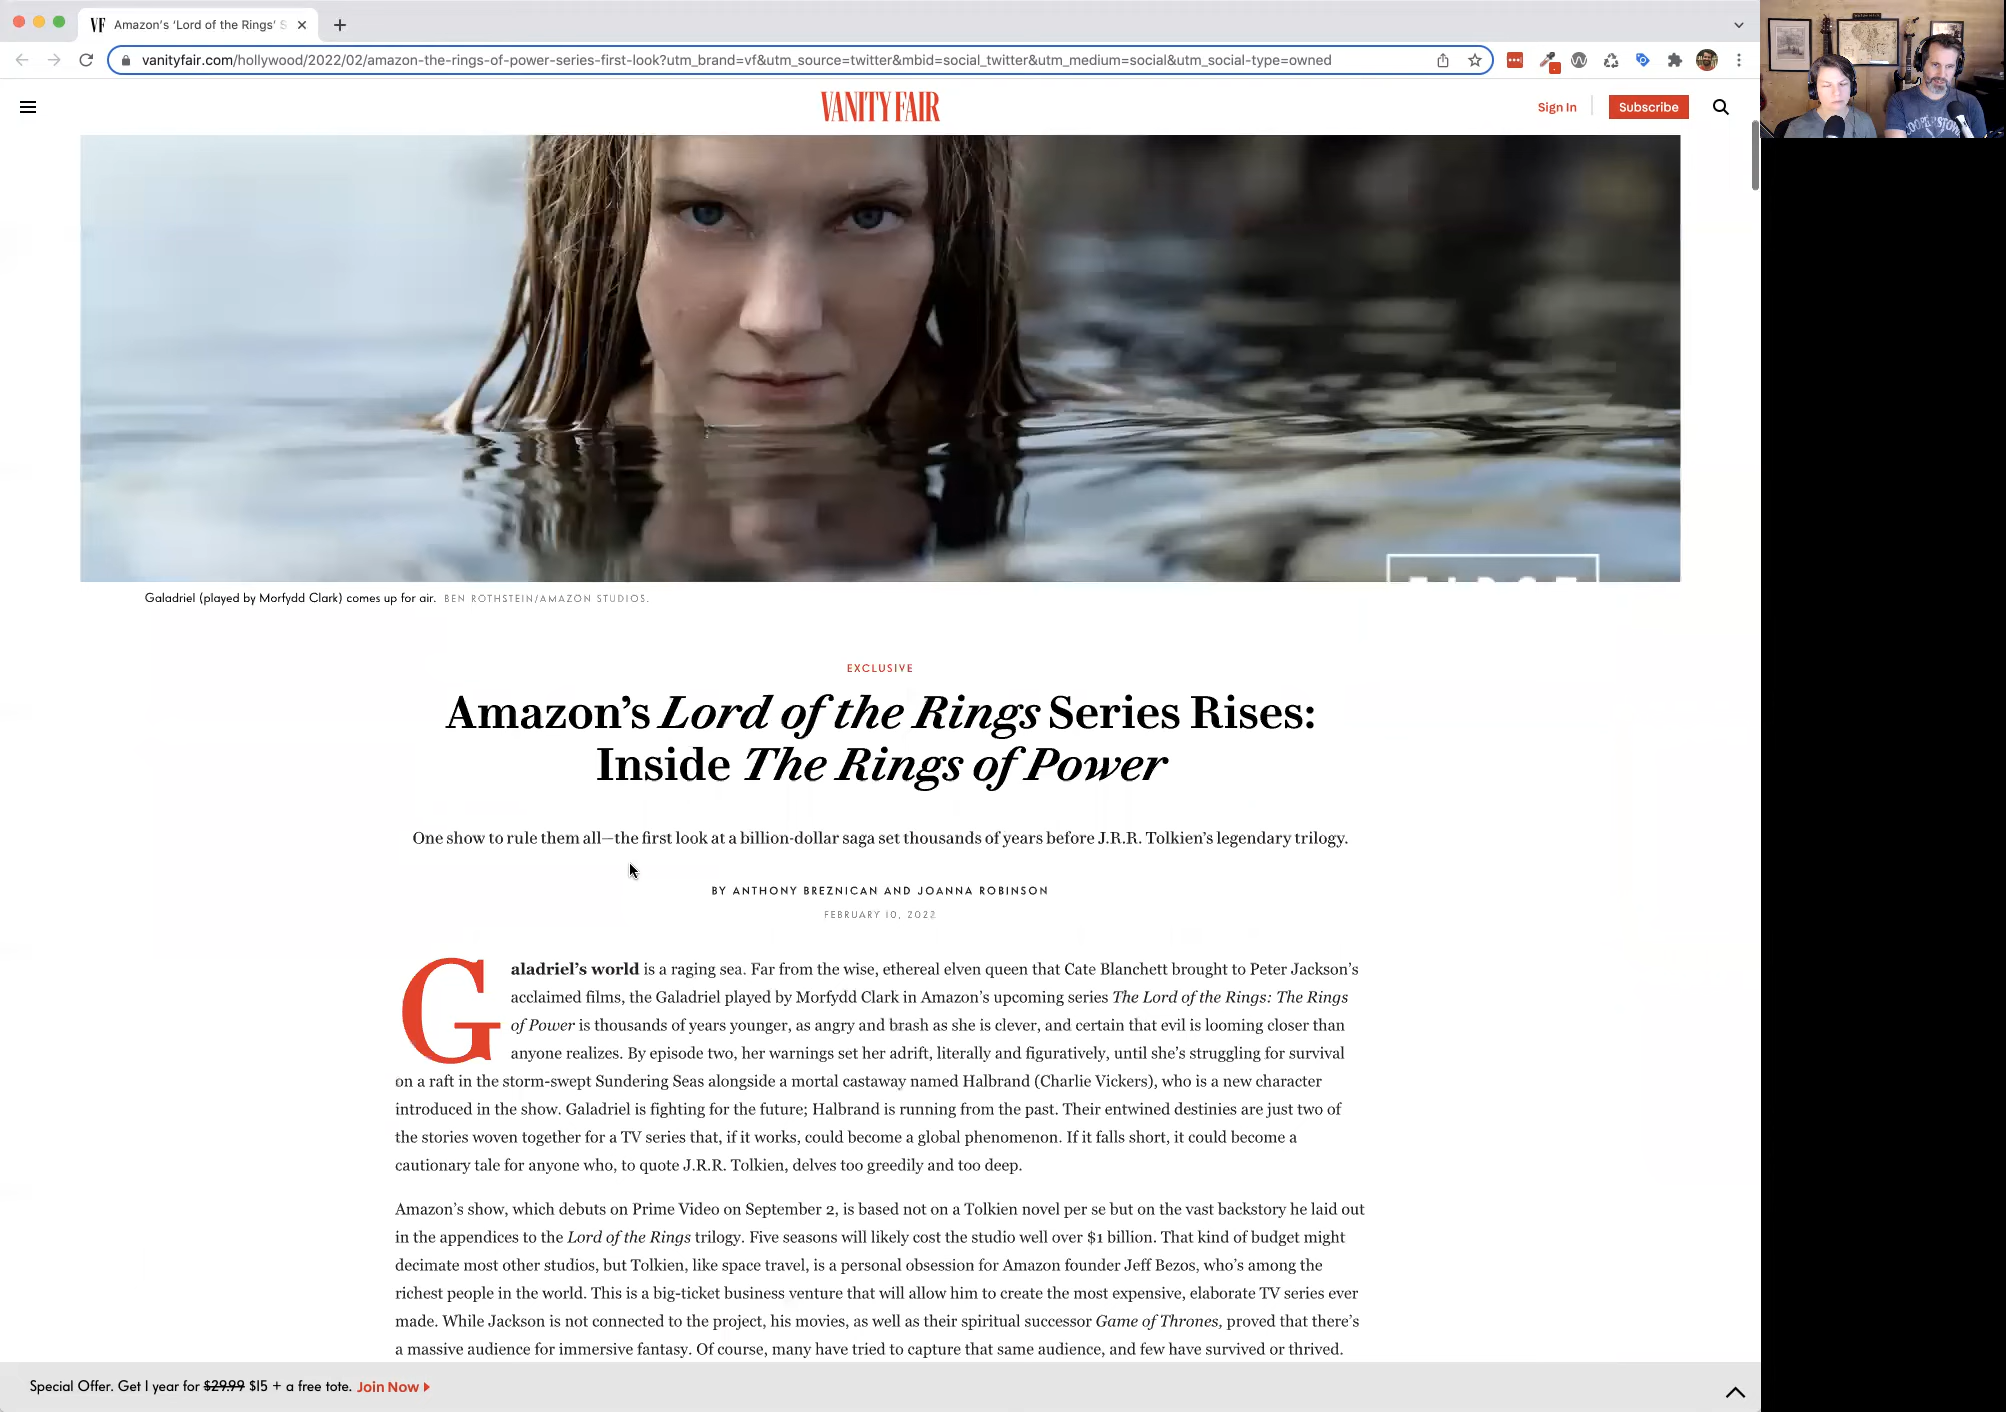 Amazon's 'Lord of the Rings' S
vanityfair.com/hollywood/2022/02/amazon-the-rings-of-power-series-first-look?utm_brand=vf&utm_source=twitter&mbid=social_twitter&utm_medium=social&utm_social-type=owned
VANITY FAIR
Sign In
Subscribe
Galadriel (played by Morfydd Clark) comes up for air. BEN ROTHSTEIN/AMAZON STUDIOS.
EXCLUSIVE
Amazon's Lord of the Rings Series Rises:
Inside The Rings of Power
One show to rule them all—the first look at a billion-dollar saga set thousands of years before J.R.R. Tolkien's legendary trilogy.
BY ANTHONY BREZNICAN AND JOANNA ROBINSON
FEBRUARY 10, 2022
Galadriel's world is a raging sea. Far from the wise, ethereal elven queen that Cate Blanchett brought to Peter Jackson's
acclaimed films, the Galadriel played by Morfydd Clark in Amazon's upcoming series The Lord of the Rings: The Rings
of Power is thousands of years younger, as angry and brash as she is clever, and certain that evil is looming closer than
anyone realizes. By episode two, her warnings set her adrift, literally and figuratively, until she's struggling for survival
on a raft in the storm-swept Sundering Seas alongside a mortal castaway named Halbrand (Charlie Vickers), who is a new character
introduced in the show. Galadriel is fighting for the future; Halbrand is running from the past. Their entwined destinies are just two of
the stories woven together for a TV series that, if it works, could become a global phenomenon. If it falls short, it could become a
cautionary tale for anyone who, to quote J.R.R. Tolkien, delves too greedily and too deep.
Amazon's show, which debuts on Prime Video on September 2, is based not on a Tolkien novel per se but on the vast backstory he laid out
in the appendices to the Lord of the Rings trilogy. Five seasons will likely cost the studio well over $1 billion. That kind of budget might
decimate most other studios, but Tolkien, like space travel, is a personal obsession for Amazon founder Jeff Bezos, who's among the
richest people in the world. This is a big-ticket business venture that will allow him to create the most expensive, elaborate TV series ever
made. While Jackson is not connected to the project, his movies, as well as their spiritual successor Game of Thrones, proved that there's
a massive audience for immersive fantasy. Of course, many have tried to capture that same audience, and few have survived or thrived.
Special Offer. Get 1 year for $29.99 $15 + a free tote. Join Now